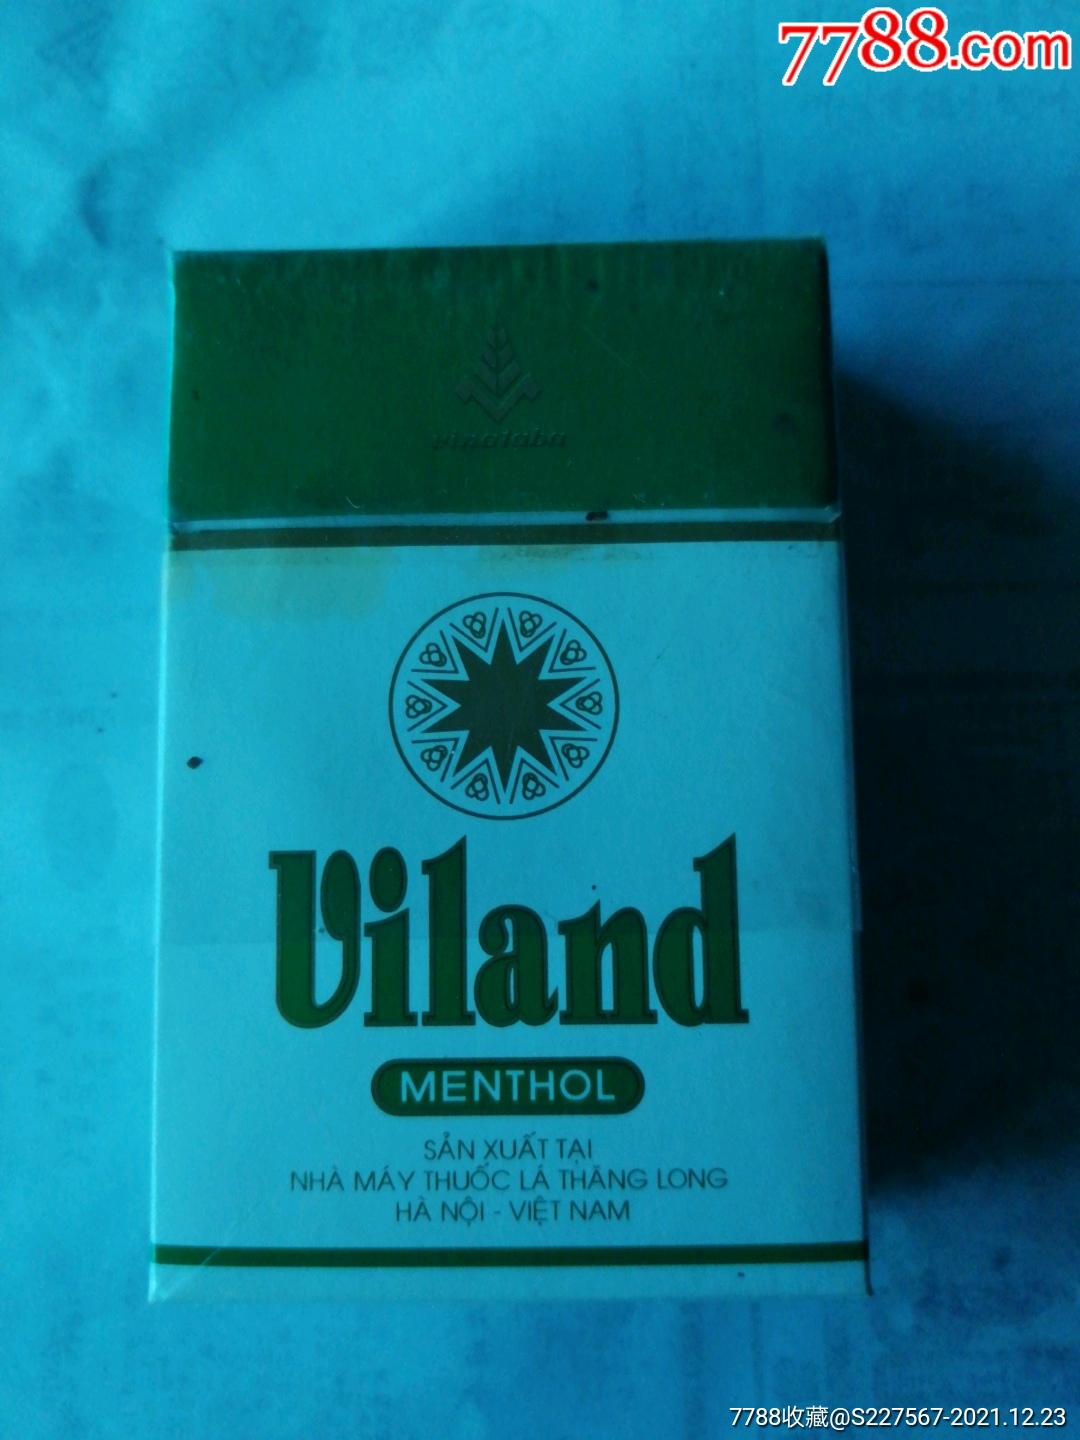 7788.com
vinataba
Viland
MENTHOL
SẢN XUẤT TẠI
NHÀ MÁY THUỐC LÁ THĂNG LONG
HÀ NỘI - VIỆT NAM
7788收藏@S227567-2021.12.23